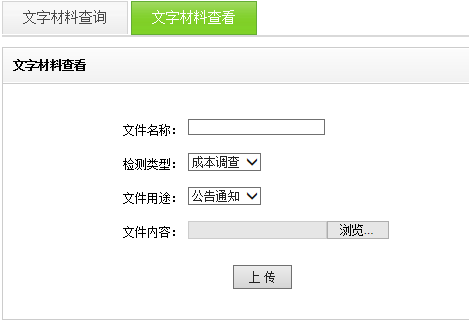 文字材料查询 文字材料查看
文字材料查看
文件名称：
检测类型： 成本调查
文件用途： 公告通知
文件内容： 浏览...
上传